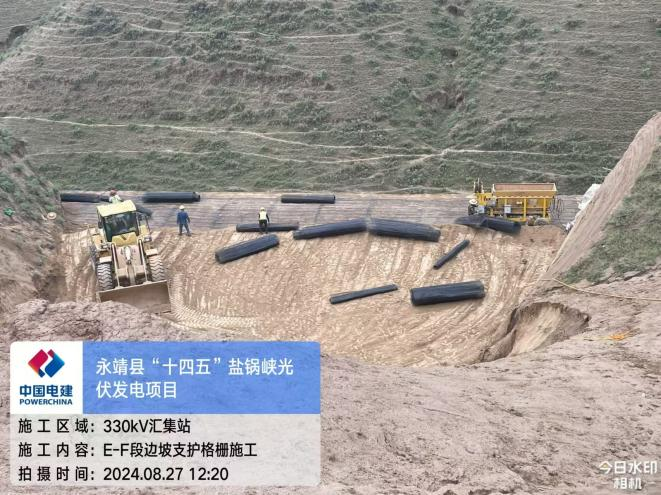 中国电建
POWERCHINA
永靖县“十四五”盐锅峡光
伏发电项目
施工区域：330kV汇集站
施工内容：E-F段边坡支护格栅施工
拍摄时间：2024.08.27 12:20
今日水印
相机